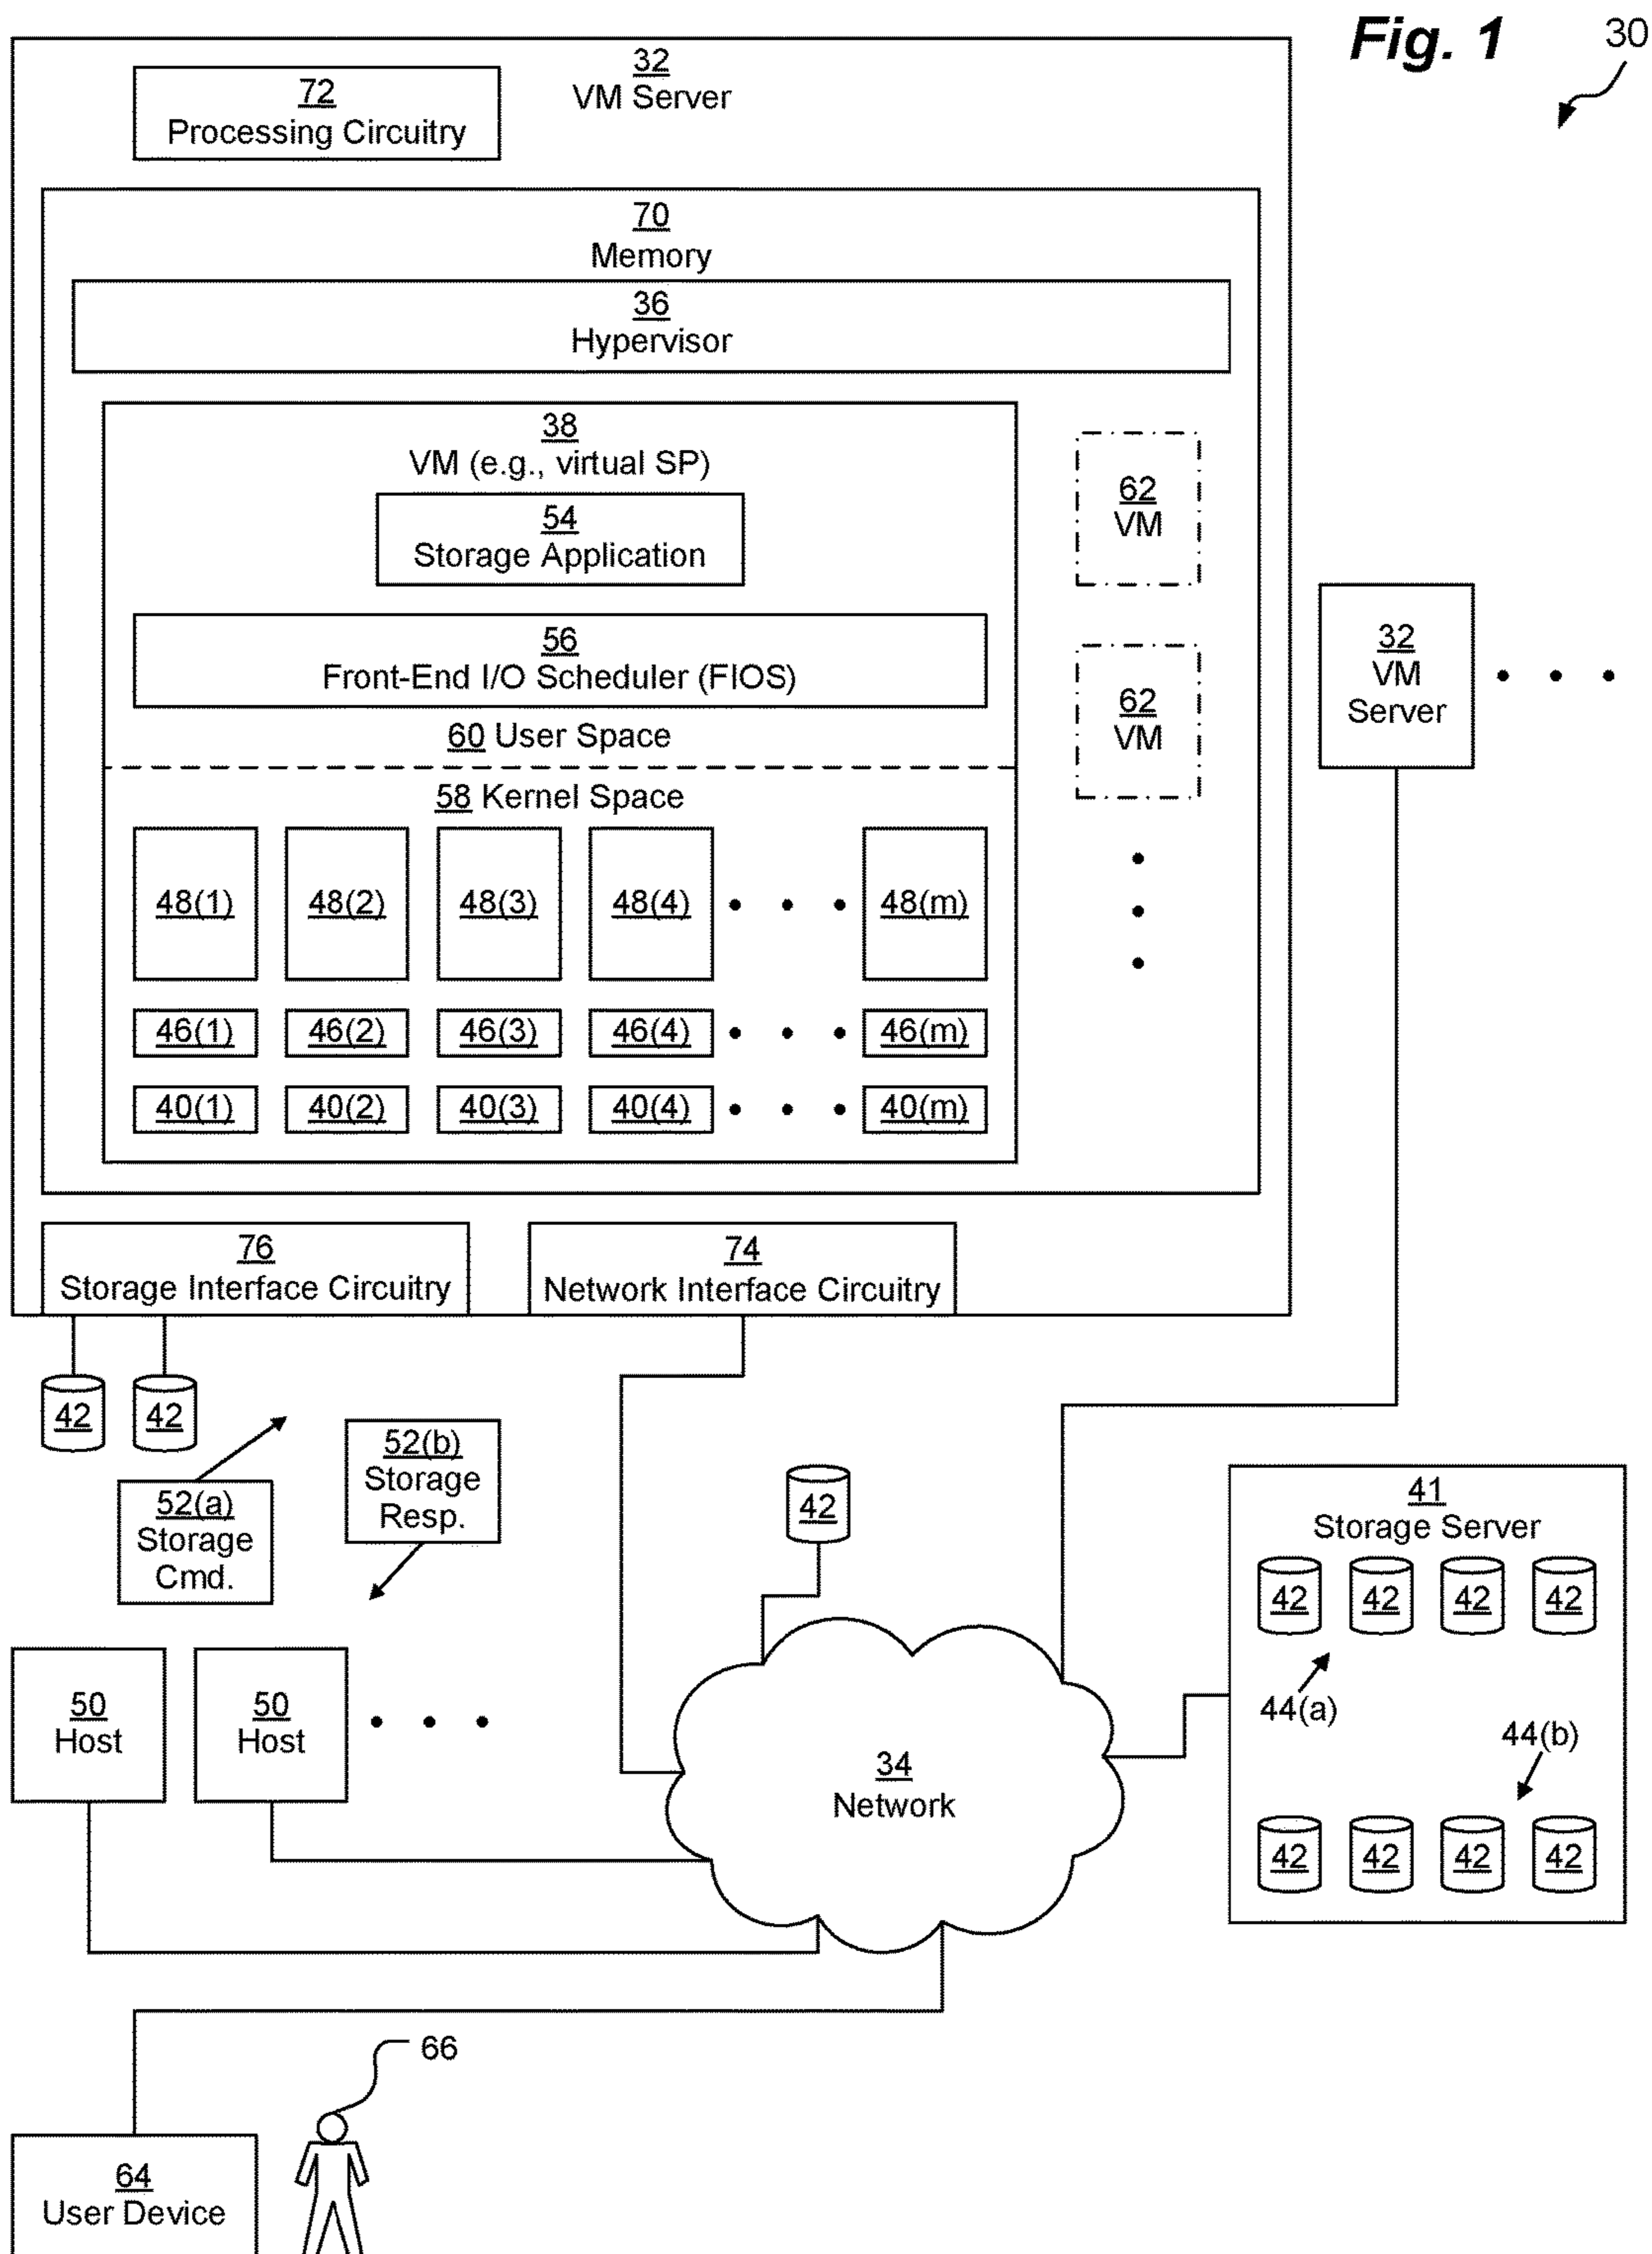 Fig. 1
30
32
VM Server
72
Processing Circuitry
70
Memory
36
Hypervisor
38
VM (e.g., virtual SP)
54
Storage Application
56
Front-End I/O Scheduler (FIOS)
60 User Space
58 Kernel Space
48(1) 48(2) 48(3) 48(4) • • • 48(m)
46(1) 46(2) 46(3) 46(4) • • • 46(m)
40(1) 40(2) 40(3) 40(4) • • • 40(m)
62
VM
62
VM
32
VM
Server
76
Storage Interface Circuitry
74
Network Interface Circuitry
42 42
52(a)
Storage
Cmd.
52(b)
Storage
Resp.
42
41
Storage Server
42 42 42 42
44(a)
44(b)
42 42 42 42
50
Host
50
Host
34
Network
66
64
User Device